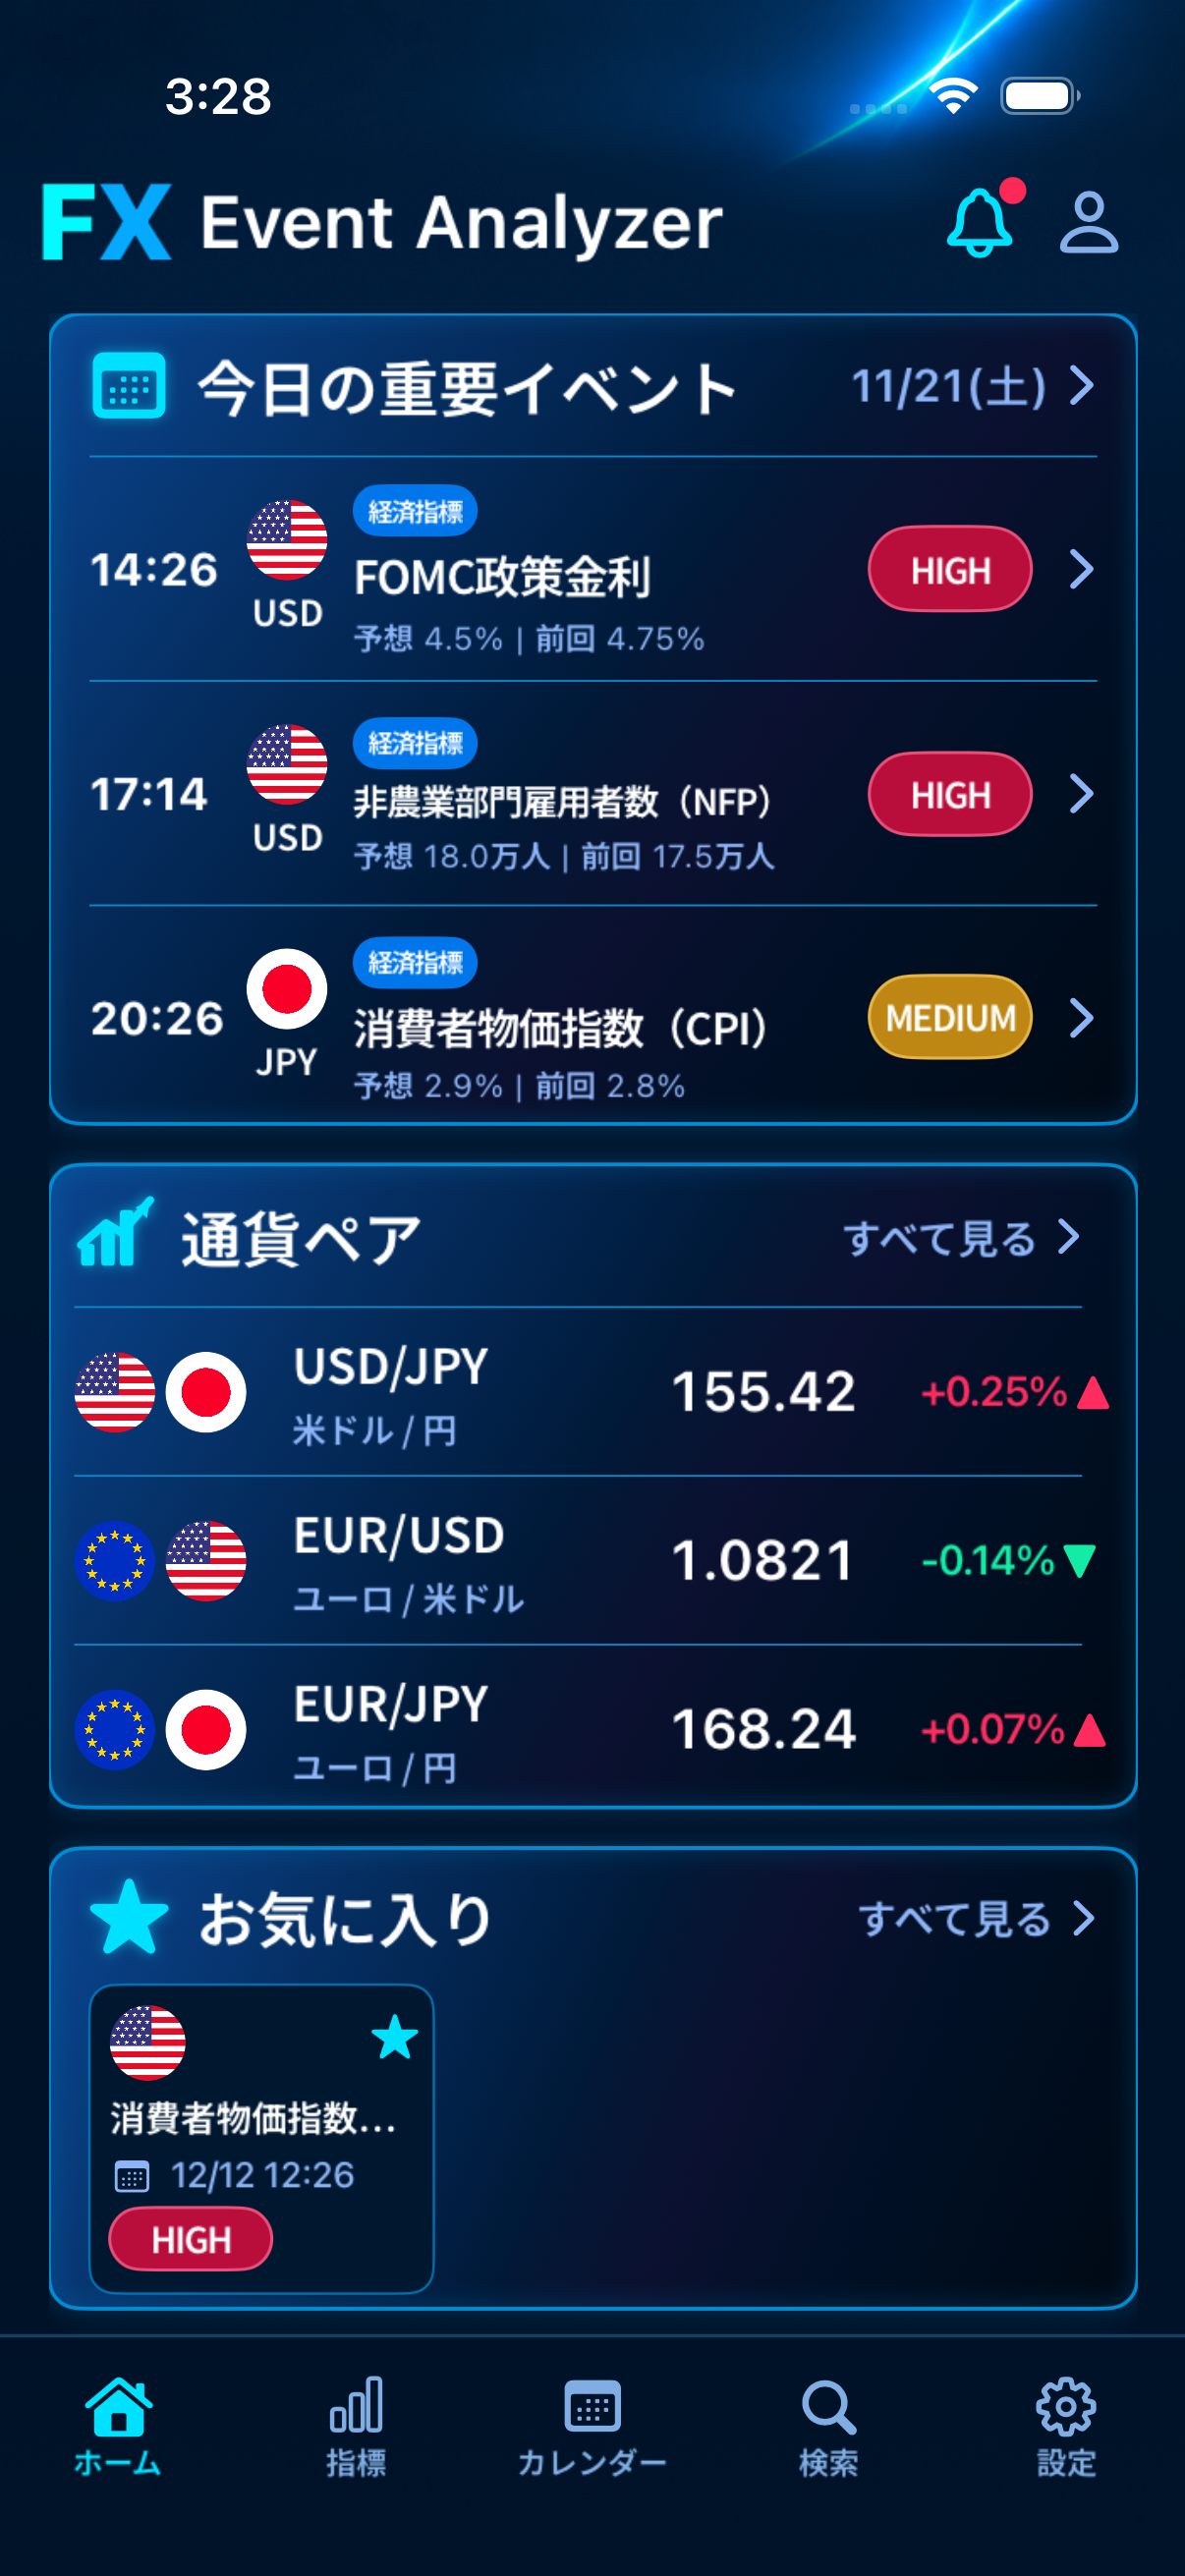 3:28
FX Event Analyzer
今日の重要イベント 11/21(土)
経済指標
14:26 USD FOMC政策金利 HIGH
予想 4.5% | 前回 4.75%
経済指標
17:14 USD 非農業部門雇用者数（NFP） HIGH
予想 18.0万人 | 前回 17.5万人
経済指標
20:26 JPY 消費者物価指数（CPI） MEDIUM
予想 2.9% | 前回 2.8%
通貨ペア すべて見る
USD/JPY 155.42 +0.25%▲
米ドル / 円
EUR/USD 1.0821 -0.14%▼
ユーロ / 米ドル
EUR/JPY 168.24 +0.07%▲
ユーロ / 円
お気に入り すべて見る
消費者物価指数...
12/12 12:26
HIGH
ホーム 指標 カレンダー 検索 設定